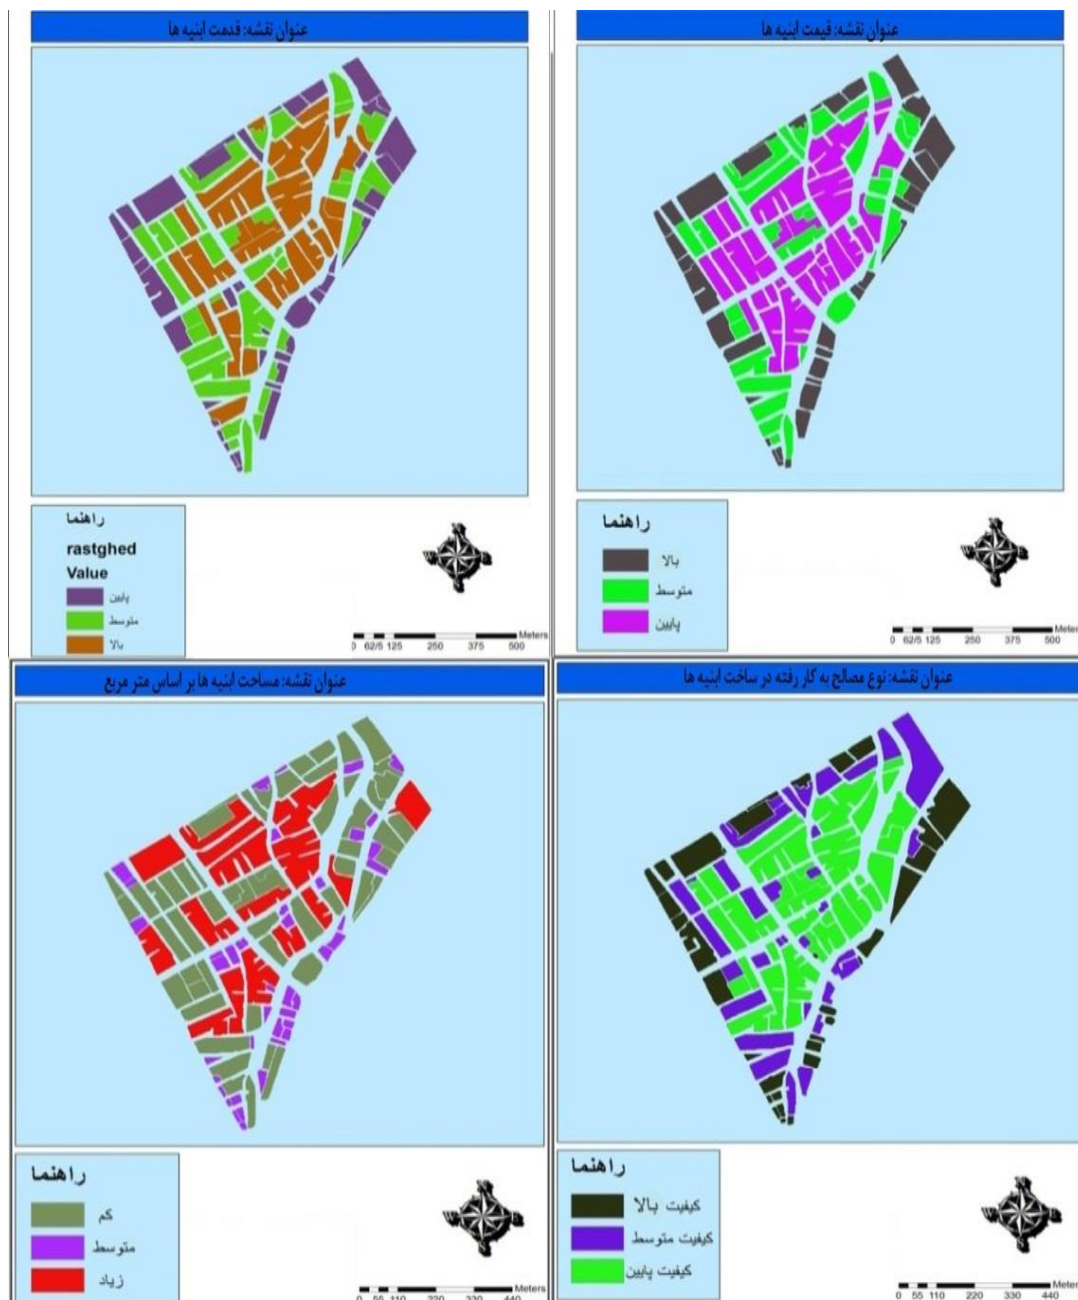 عنوان نقشه: قدمت ابنیه ها
راهنما
rastghed
Value
پایین
متوسط
بالا
Meters
0 62/5 125 250 375 500
عنوان نقشه: قیمت ابنیه ها
راهنما
بالا
متوسط
پایین
Meters
0 62/5 125 250 375 500
عنوان نقشه: مساحت ابنیه ها بر اساس متر مربع
راهنما
کم
متوسط
زیاد
Meters
0 55 110 220 330 440
عنوان نقشه: نوع مصالح به کار رفته در ساخت ابنیه ها
راهنما
کیفیت بالا
کیفیت متوسط
کیفیت پایین
Meters
0 55 110 220 330 440